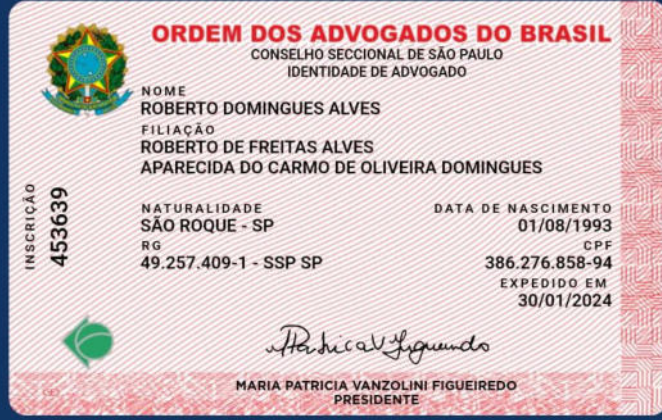 ORDEM DOS ADVOGADOS DO BRASIL
CONSELHO SECCIONAL DE SÃO PAULO
IDENTIDADE DE ADVOGADO
NOME
ROBERTO DOMINGUES ALVES
FILIAÇÃO
ROBERTO DE FREITAS ALVES
APARECIDA DO CARMO DE OLIVEIRA DOMINGUES
INSCRIÇÃO
453639
NATURALIDADE
SÃO ROQUE - SP
DATA DE NASCIMENTO
01/08/1993
RG
49.257.409-1 - SSP SP
CPF
386.276.858-94
EXPEDIDO EM
30/01/2024
MARIA PATRICIA VANZOLINI FIGUEIREDO
PRESIDENTE